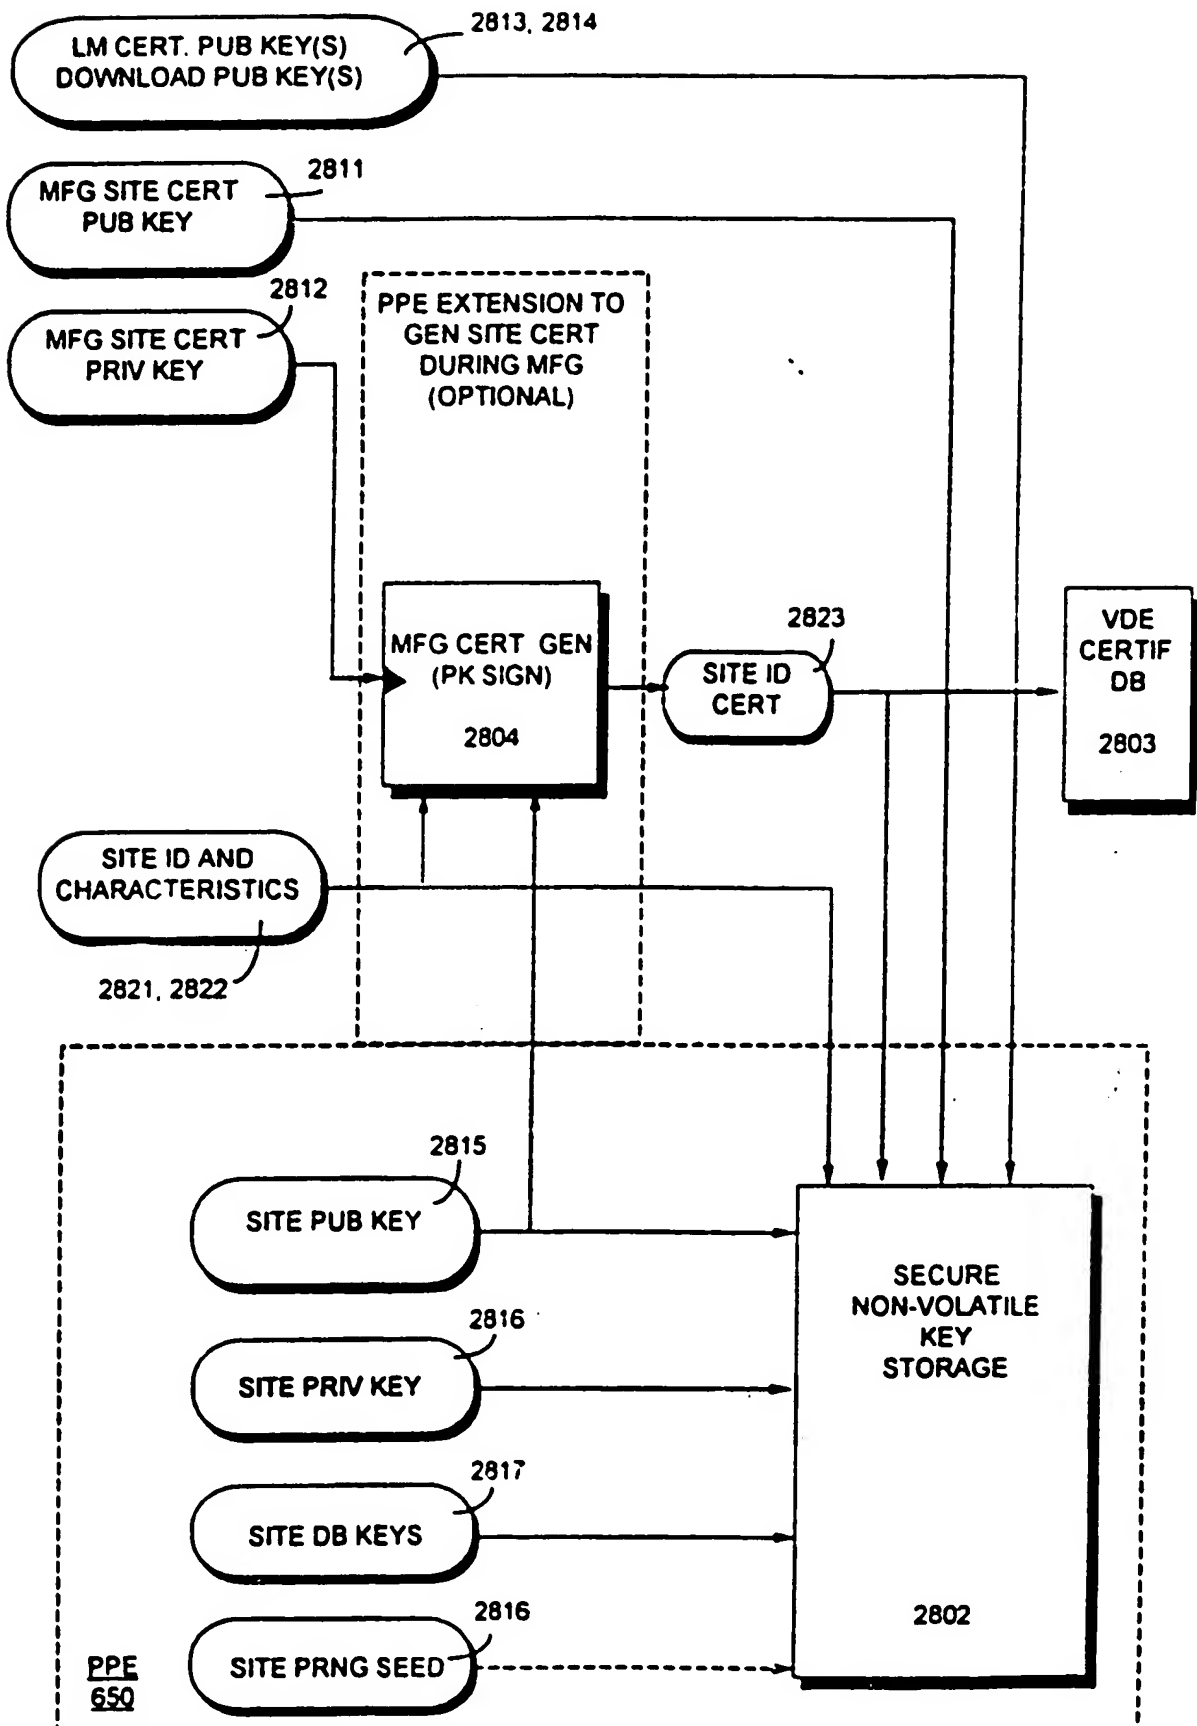 2813, 2814
LM CERT. PUB KEY(S)
DOWNLOAD PUB KEY(S)
2811
MFG SITE CERT
PUB KEY
2812
MFG SITE CERT
PRIV KEY
PPE EXTENSION TO
GEN SITE CERT
DURING MFG
(OPTIONAL)
MFG CERT GEN
(PK SIGN)
2804
2823
SITE ID
CERT
VDE
CERTIF
DB
2803
SITE ID AND
CHARACTERISTICS
2821, 2822
2815
SITE PUB KEY
2816
SITE PRIV KEY
2817
SITE DB KEYS
2816
SITE PRNG SEED
SECURE
NON-VOLATILE
KEY
STORAGE
2802
PPE
650